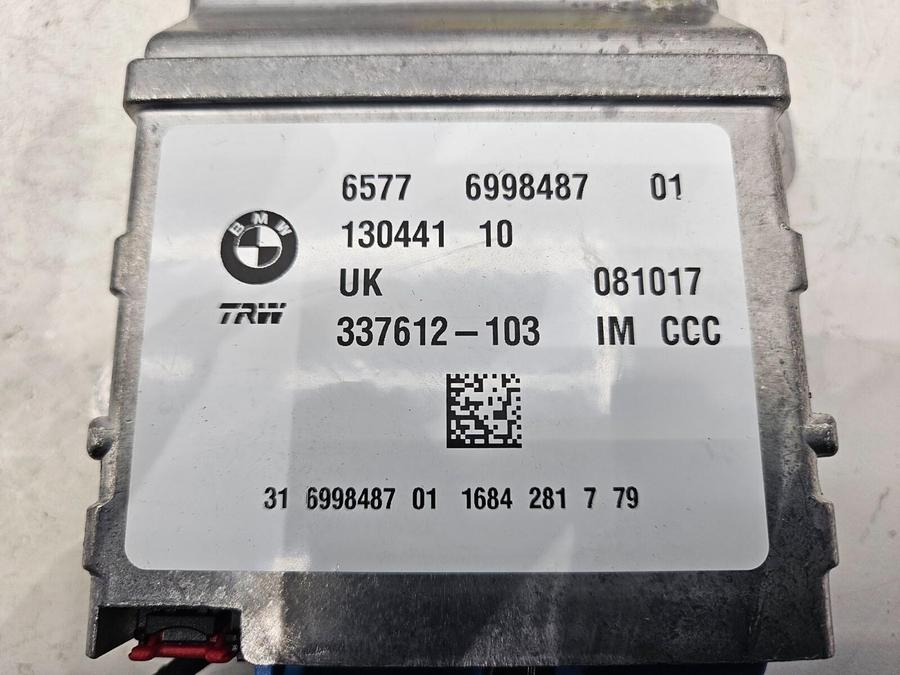 6577 6998487 01
BMW
130441 10
UK 081017
TRW
337612-103 IM CCC
31 6998487 01 1684 281 7 79